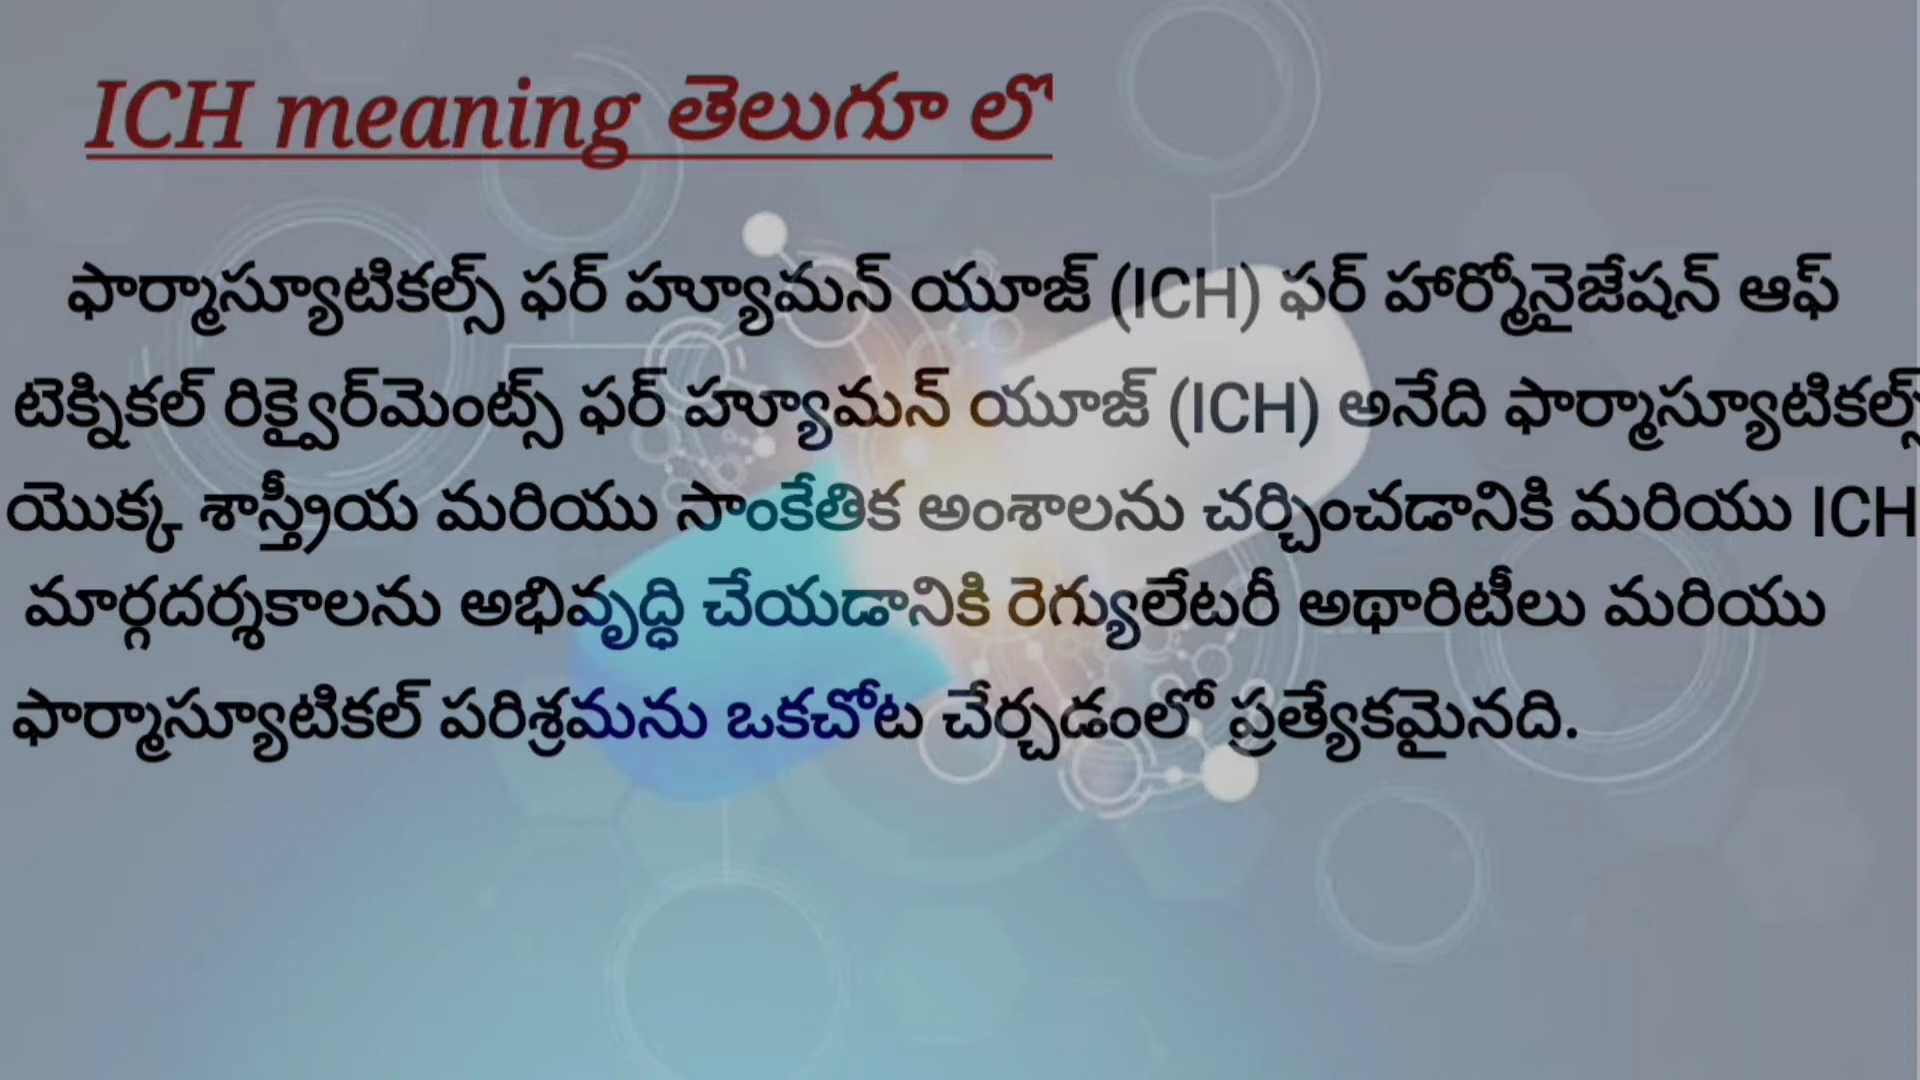 ICH meaning తెలుగూ లొ
ఫార్మాస్యూటికల్స్ ఫర్ హ్యూమన్ యూజ్ (ICH) ఫర్ హార్మోనైజేషన్ ఆఫ్
టెక్నికల్ రిక్వైర్‌మెంట్స్ ఫర్ హ్యూమన్ యూజ్ (ICH) అనేది ఫార్మాస్యూటికల్స్
యొక్క శాస్త్రీయ మరియు సాంకేతిక అంశాలను చర్చించడానికి మరియు ICH
మార్గదర్శకాలను అభివృద్ధి చేయడానికి రెగ్యులేటరీ అథారిటీలు మరియు
ఫార్మాస్యూటికల్ పరిశ్రమను ఒకచోట చేర్చడంలో ప్రత్యేకమైనది.